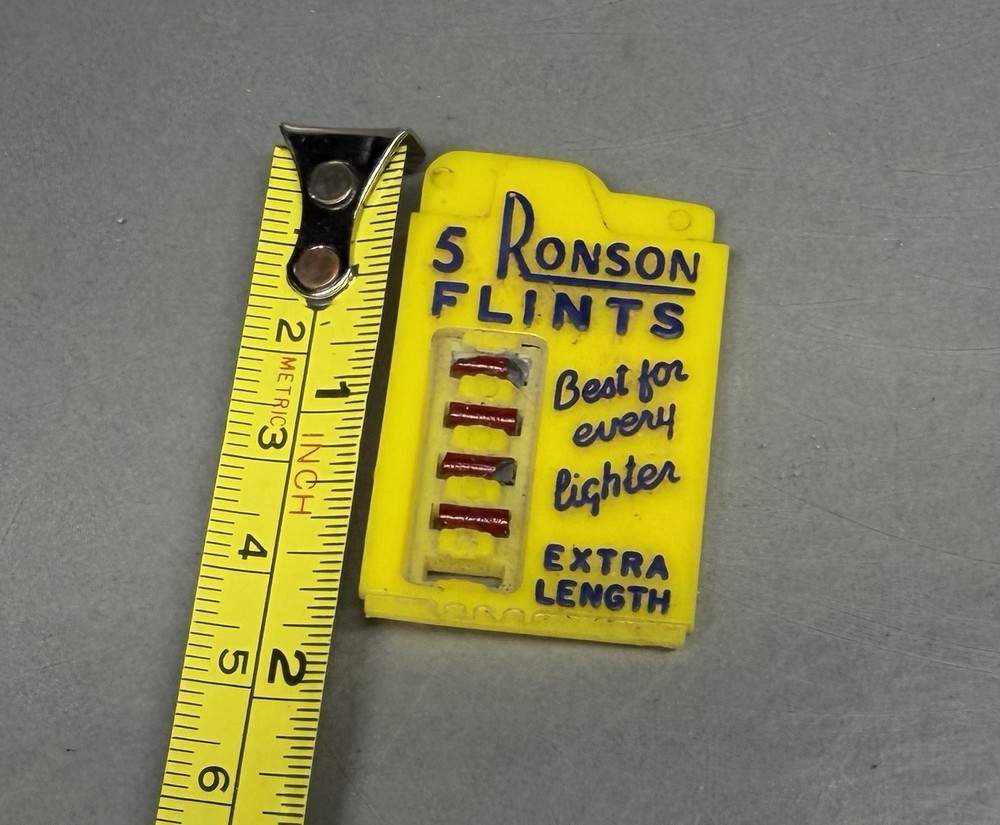 5 RONSON
FLINTS
Best for
every
lighter
EXTRA
LENGTH
2
METRIC
1
3
INCH
4
5
2
6